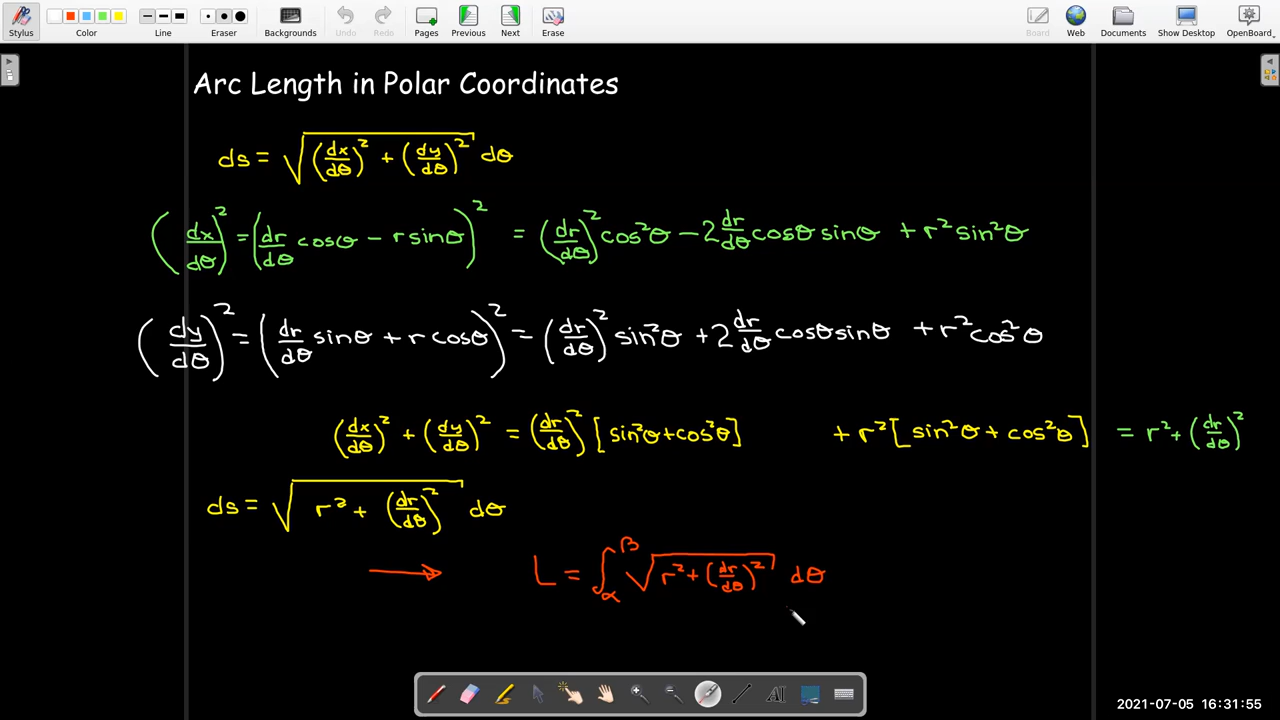 Stylus Color Line Eraser Backgrounds Undo Redo Pages Previous Next Erase Board Web Documents Show Desktop OpenBoard
Arc Length in Polar Coordinates
ds = √((dx/dθ)² + (dy/dθ)²) dθ
(dx/dθ)² = (dr/dθ cosθ − r sinθ)² = (dr/dθ)² cos²θ − 2 dr/dθ cosθ sinθ + r² sin²θ
(dy/dθ)² = (dr/dθ sinθ + r cosθ)² = (dr/dθ)² sin²θ + 2 dr/dθ cosθ sinθ + r² cos²θ
(dx/dθ)² + (dy/dθ)² = (dr/dθ)² [sin²θ + cos²θ] + r² [sin²θ + cos²θ] = r² + (dr/dθ)²
ds = √(r² + (dr/dθ)²) dθ
→ L = ∫_α^β √(r² + (dr/dθ)²) dθ
AI
2021-07-05 16:31:55